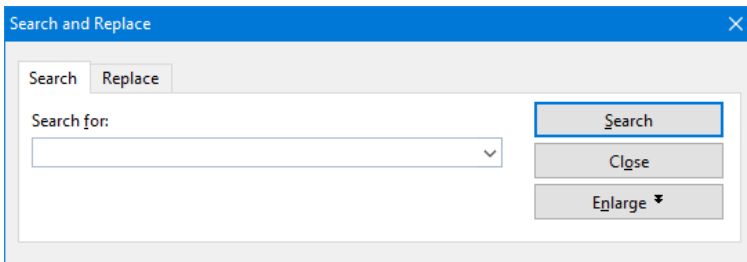 Search and Replace
Search Replace
Search for:
Search
Close
Enlarge